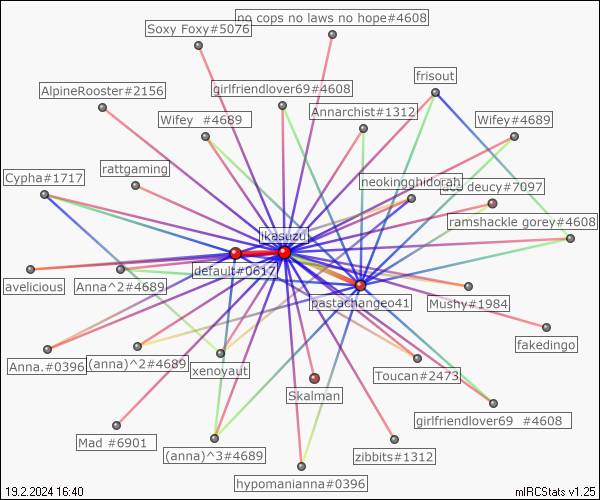 no cops no laws no hope#4608
Soxy Foxy#5076
frisout
AlpineRooster#2156
girlfriendlover69#4608
Annarchist#1312
Wifey  #4689
Wifey#4689
Cypha#1717
rattgaming
neokingghidorah
deucy#7097
ramshackle gorey#4608
ikasuzu
default#0617
avelicious
Anna^2#4689
pastachangeo41
Mushy#1984
fakedingo
Anna.#0396
(anna)^2#4689
xenoyaut
Toucan#2473
Skalman
girlfriendlover69  #4608
Mad #6901
(anna)^3#4689
zibbits#1312
hypomanianna#0396
19.2.2024 16:40
mIRCStats v1.25